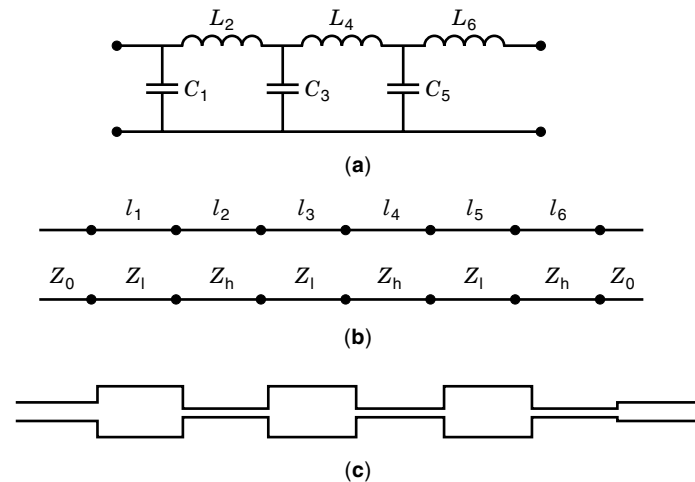 L₂ L₄ L₆
C₁ C₃ C₅
(a)
l₁ l₂ l₃ l₄ l₅ l₆
Z₀ Zₗ Zₕ Zₗ Zₕ Zₗ Zₕ Z₀
(b)
(c)